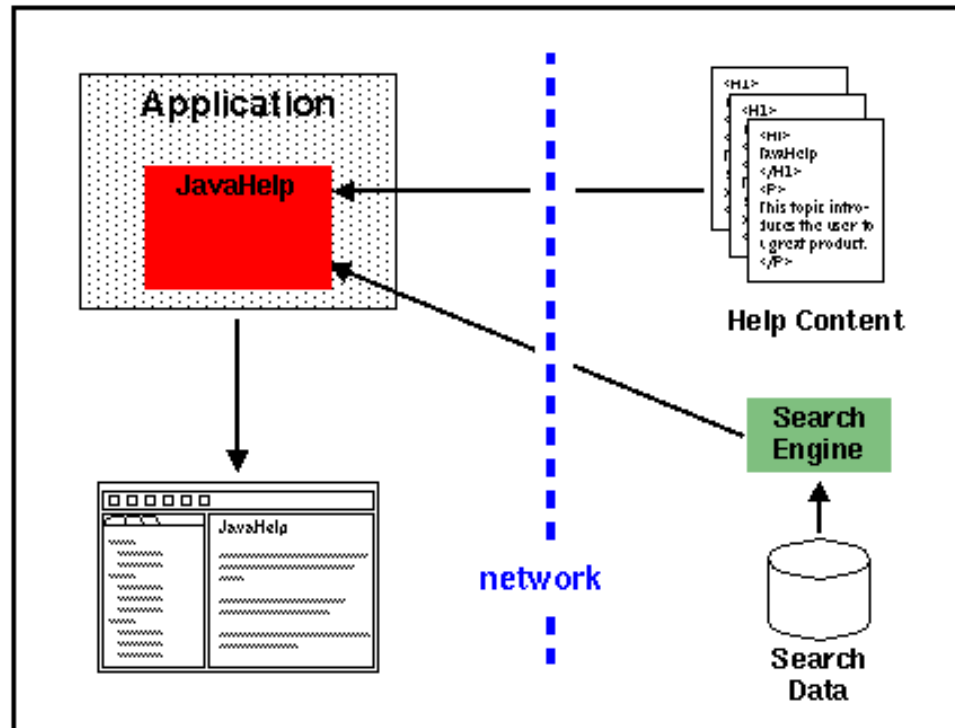 Application
JavaHelp
<H1>
<H1>
<H1>
JavaHelp
</H1>
<P>
This topic intro-
duces the user to
great product.
</P>
Help Content
Search
Engine
JavaHelp
network
Search
Data